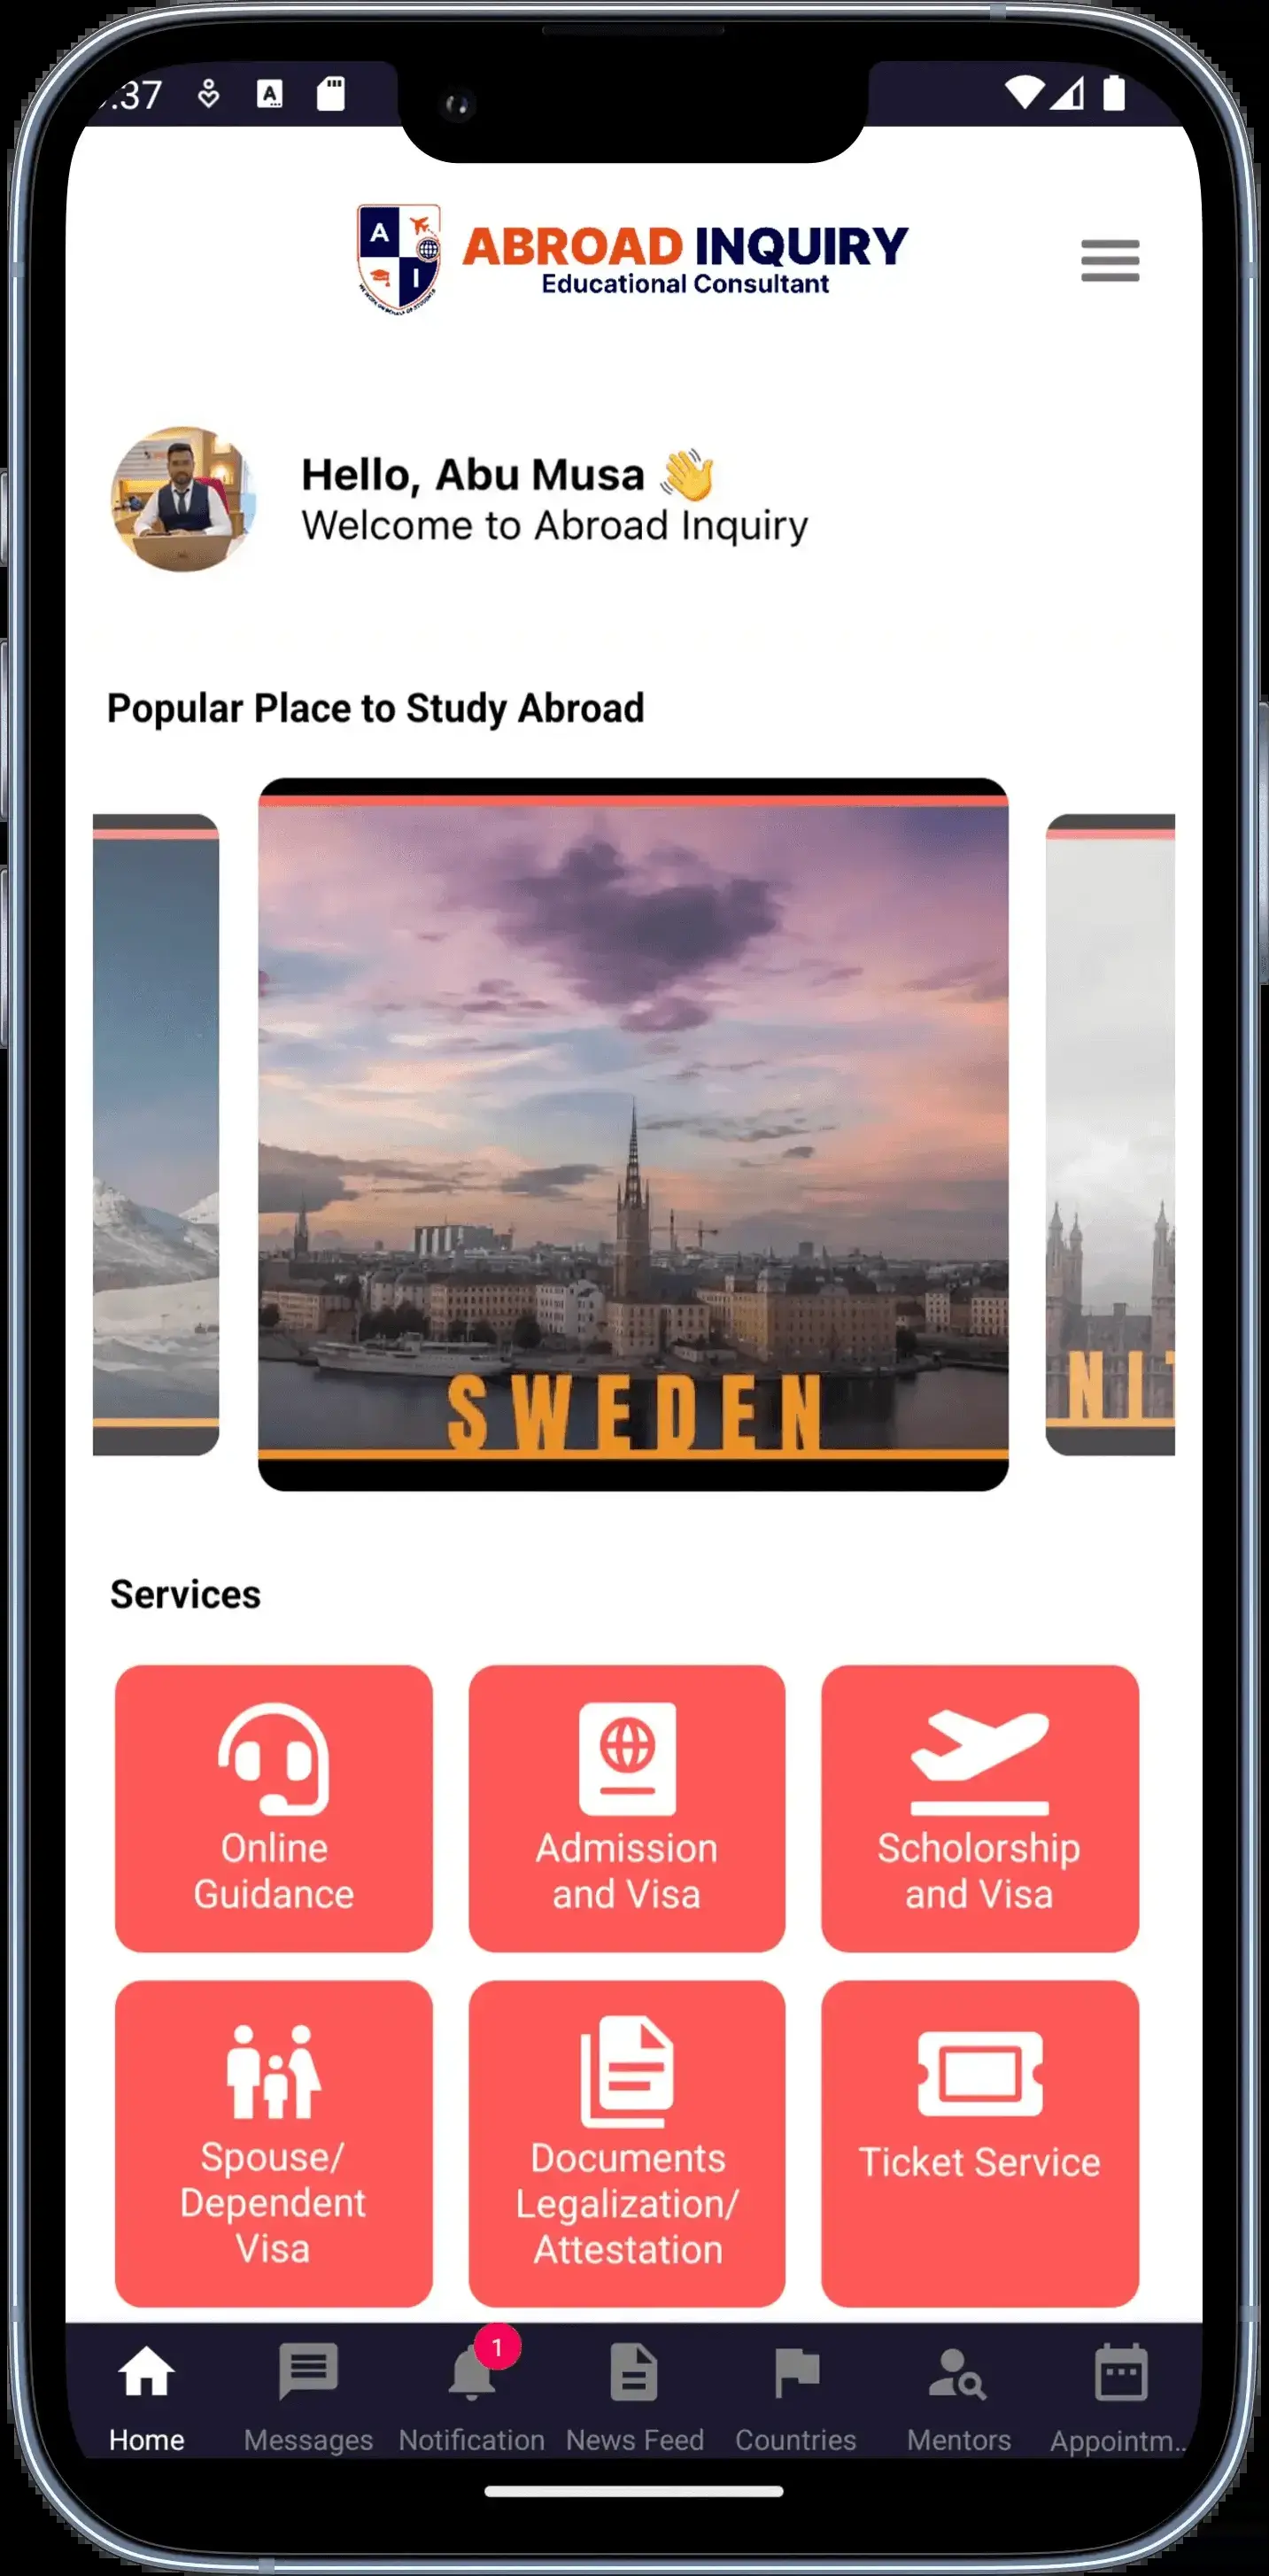 :37
A
ABROAD INQUIRY
A
I
Educational Consultant
Hello, Abu Musa 👋
Welcome to Abroad Inquiry
Popular Place to Study Abroad
SWEDEN
NI
Services
Online
Guidance
Admission
and Visa
Scholorship
and Visa
Spouse/
Dependent
Visa
Documents
Legalization/
Attestation
Ticket Service
1
Home
Messages
Notification
News Feed
Countries
Mentors
Appointm..